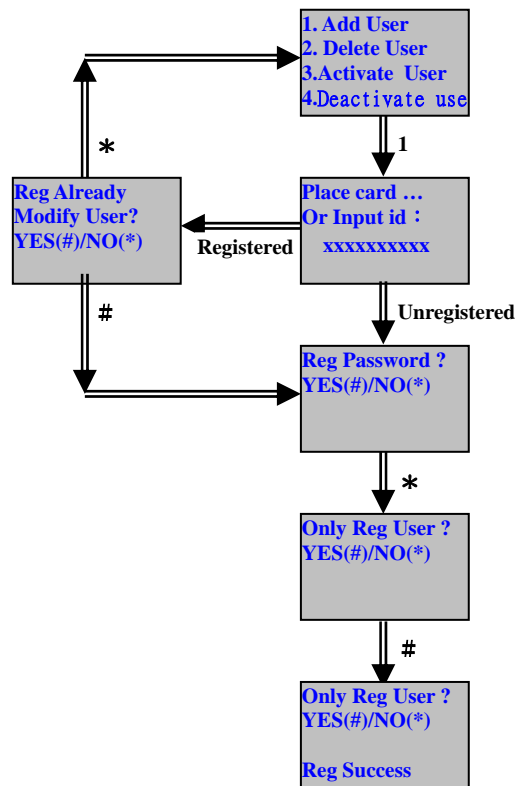 1. Add User
2. Delete User
3.Activate User
4.Deactivate use
*
1
Reg Already
Modify User?
YES(#)/NO(*)
Place card …
Or Input id：
xxxxxxxxxx
Registered
#
Unregistered
Reg Password ?
YES(#)/NO(*)
*
Only Reg User ?
YES(#)/NO(*)
#
Only Reg User ?
YES(#)/NO(*)
Reg Success